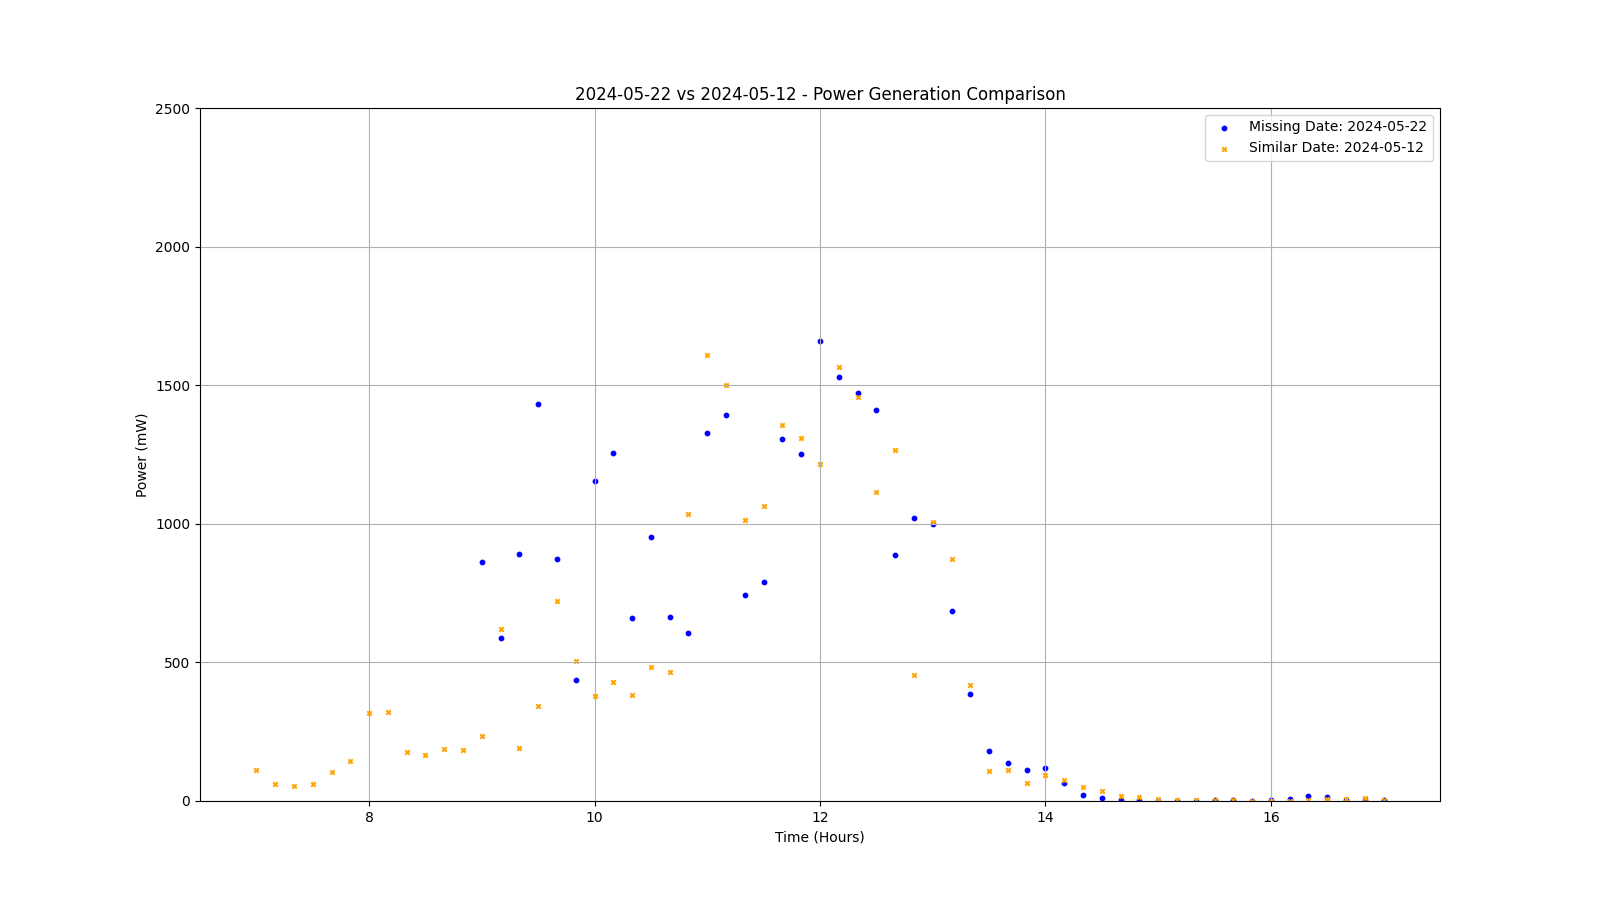 2024-05-22 vs 2024-05-12 - Power Generation Comparison
Missing Date: 2024-05-22
Similar Date: 2024-05-12
2500
2000
1500
1000
500
0
Power (mW)
8
10
12
14
16
Time (Hours)